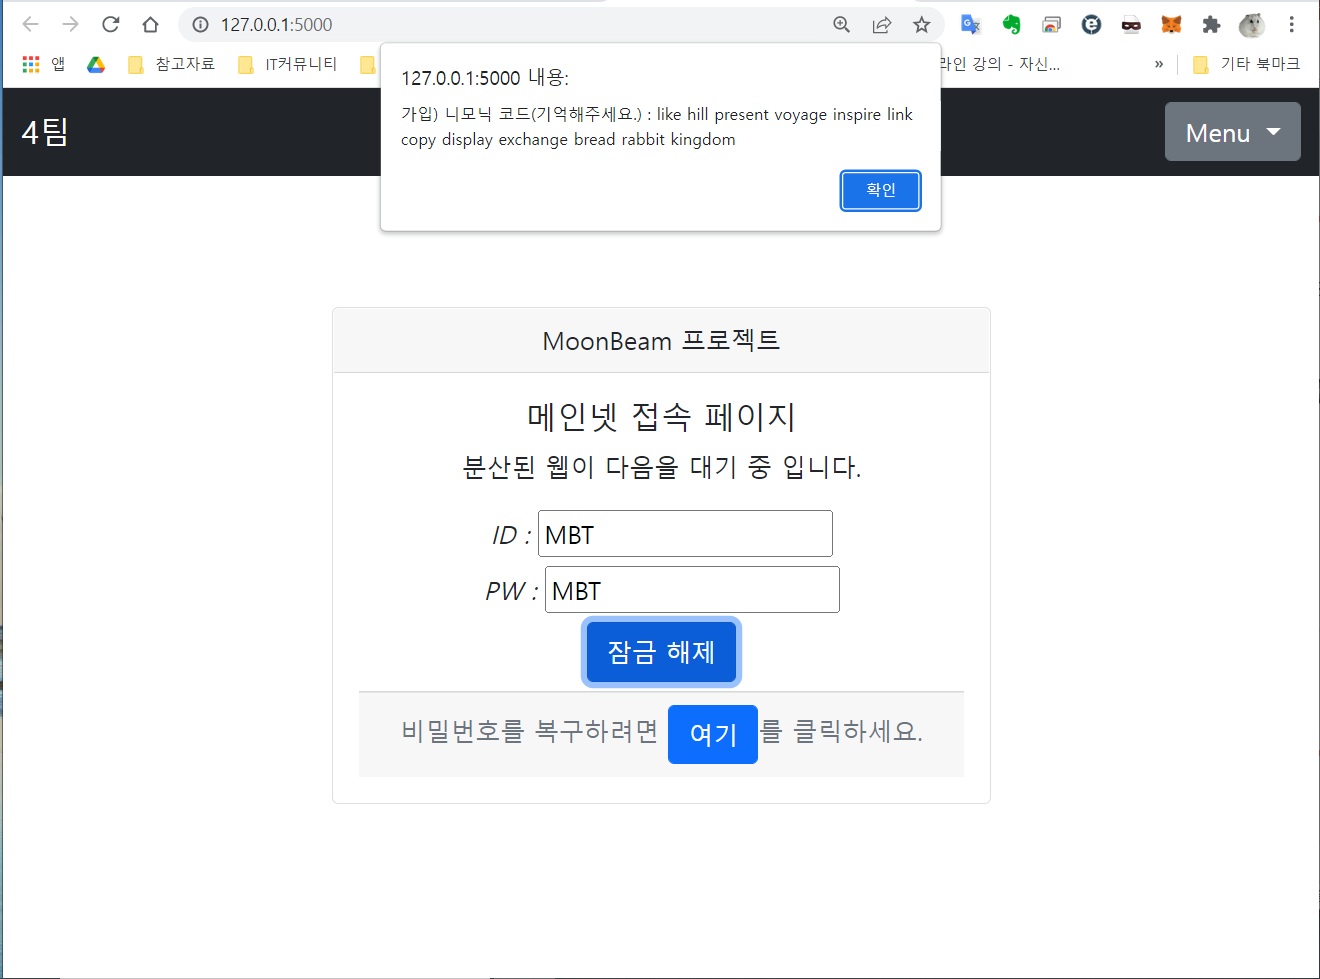 127.0.0.1:5000
앱
참고자료
IT커뮤니티
라인 강의 - 자신...
»
기타 북마크
127.0.0.1:5000 내용:
가입) 니모닉 코드(기억해주세요.) : like hill present voyage inspire link
copy display exchange bread rabbit kingdom
확인
4팀
Menu
MoonBeam 프로젝트
메인넷 접속 페이지
분산된 웹이 다음을 대기 중 입니다.
ID : MBT
PW : MBT
잠금 해제
비밀번호를 복구하려면 여기 를 클릭하세요.